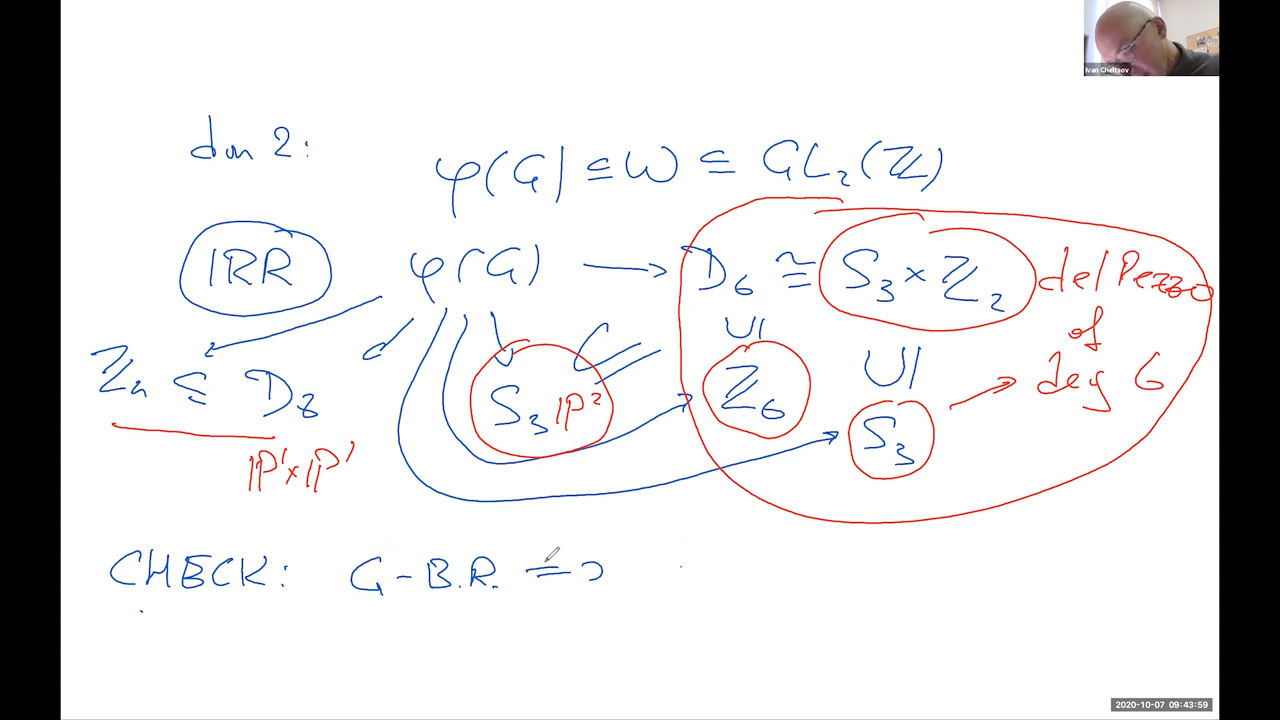 Ivan Cheltsov
dim 2:
φ(G) ⊆ W ⊆ GL₂(ℤ)
IRR φ(G) → D₆ ≅ S₃ × ℤ₂ del Pezzo
of
deg 6
∪| ∪|
ℤ₄ ⊆ D₈ S₃ ℙ² ℤ₆ S₃
ℙ¹×ℙ¹
CHECK: G-B.R. ⇒
2020-10-07 09:43:59